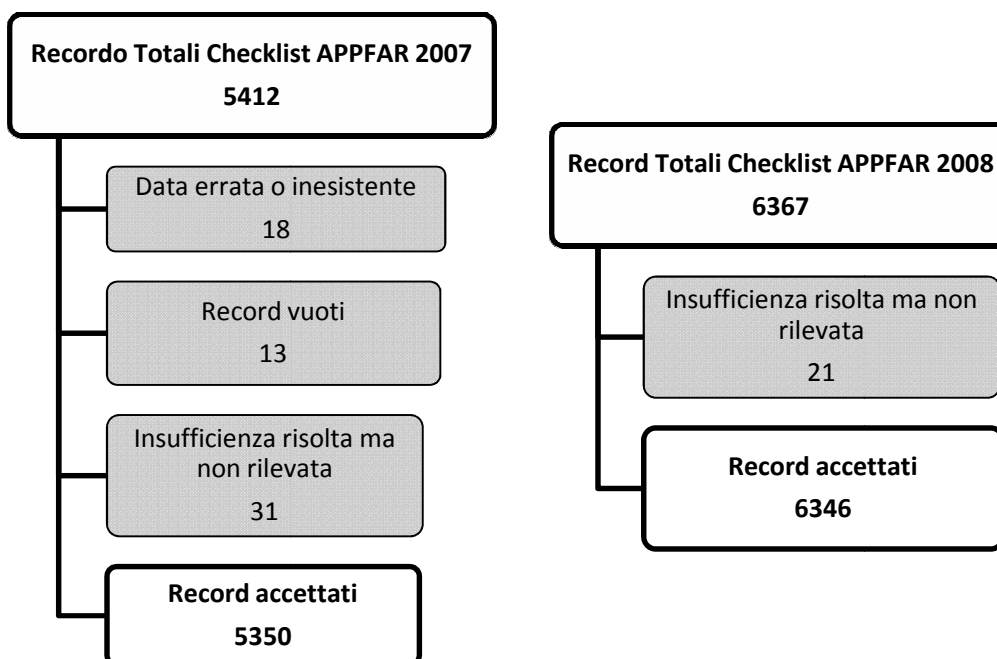 Recordo Totali Checklist APPFAR 2007
5412
Data errata o inesistente
18
Record vuoti
13
Insufficienza risolta ma
non rilevata
31
Record accettati
5350
Record Totali Checklist APPFAR 2008
6367
Insufficienza risolta ma non
rilevata
21
Record accettati
6346